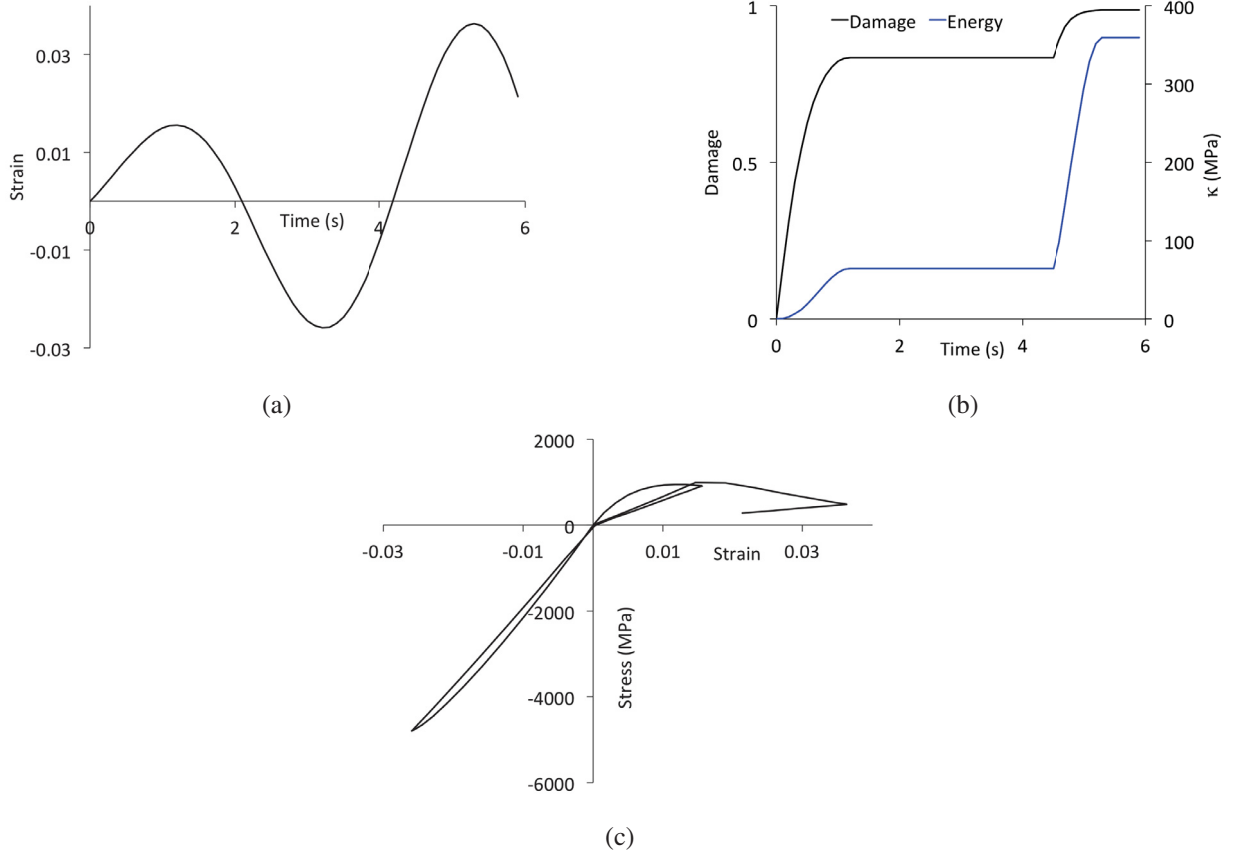 0.03
0.01
-0.01
-0.03
Strain
0
2
4
6
Time (s)
(a)
Damage
Energy
1
0.5
0
Damage
400
300
200
100
0
κ (MPa)
0
2
4
6
Time (s)
(b)
2000
0
-2000
-4000
-6000
-0.03
-0.01
0.01
0.03
Strain
Stress (MPa)
(c)